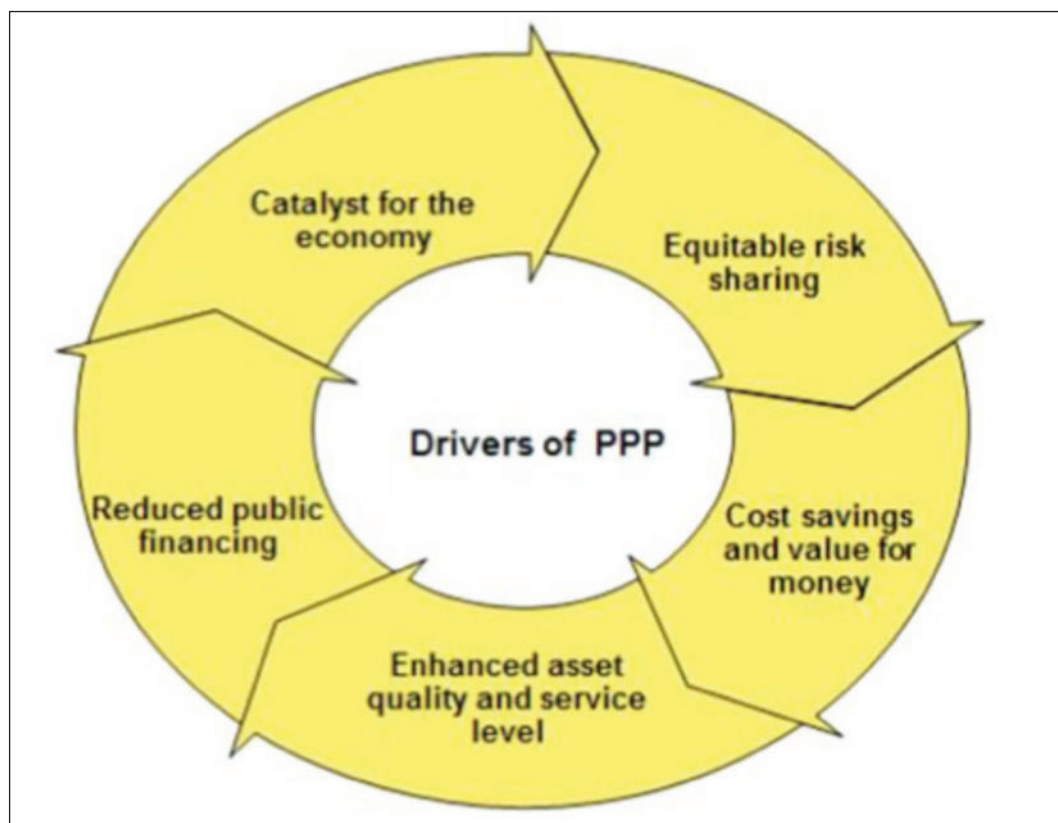 Catalyst for the
economy
Equitable risk
sharing
Drivers of PPP
Reduced public
financing
Cost savings
and value for
money
Enhanced asset
quality and service
level